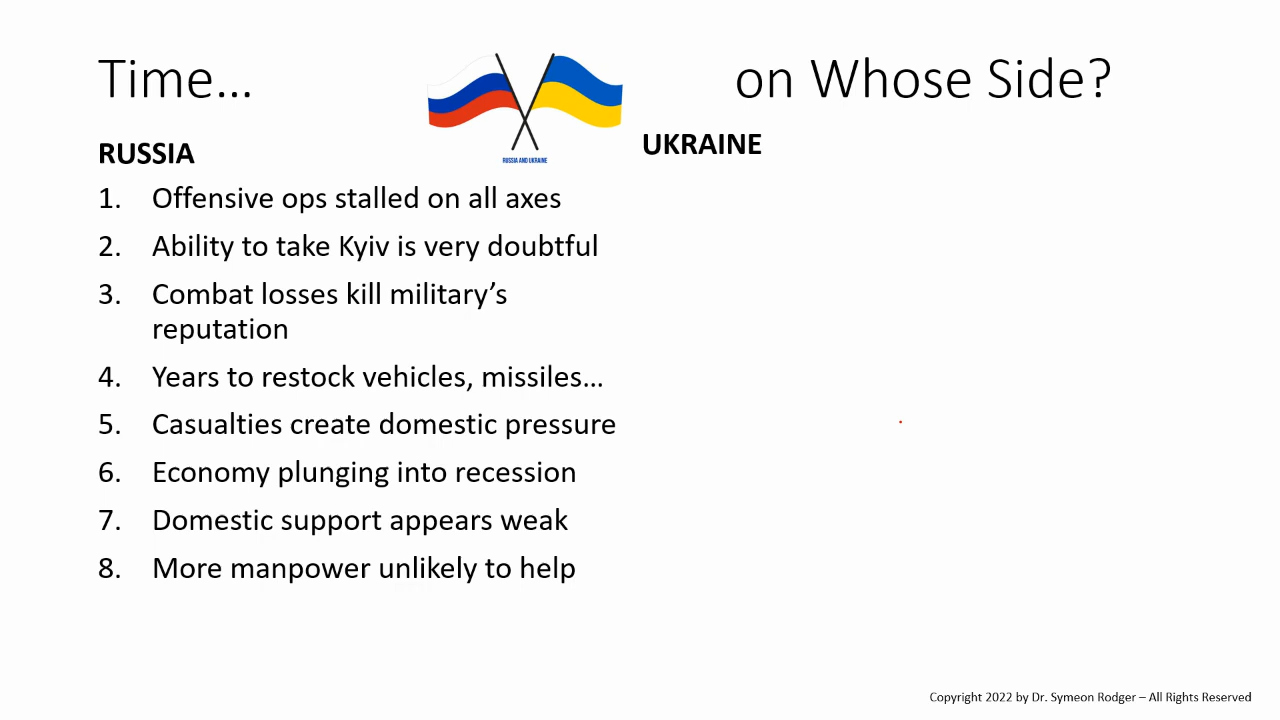 Time… on Whose Side?
RUSSIA AND UKRAINE
RUSSIA
1. Offensive ops stalled on all axes
2. Ability to take Kyiv is very doubtful
3. Combat losses kill military’s
reputation
4. Years to restock vehicles, missiles…
5. Casualties create domestic pressure
6. Economy plunging into recession
7. Domestic support appears weak
8. More manpower unlikely to help
UKRAINE
Copyright 2022 by Dr. Symeon Rodger – All Rights Reserved